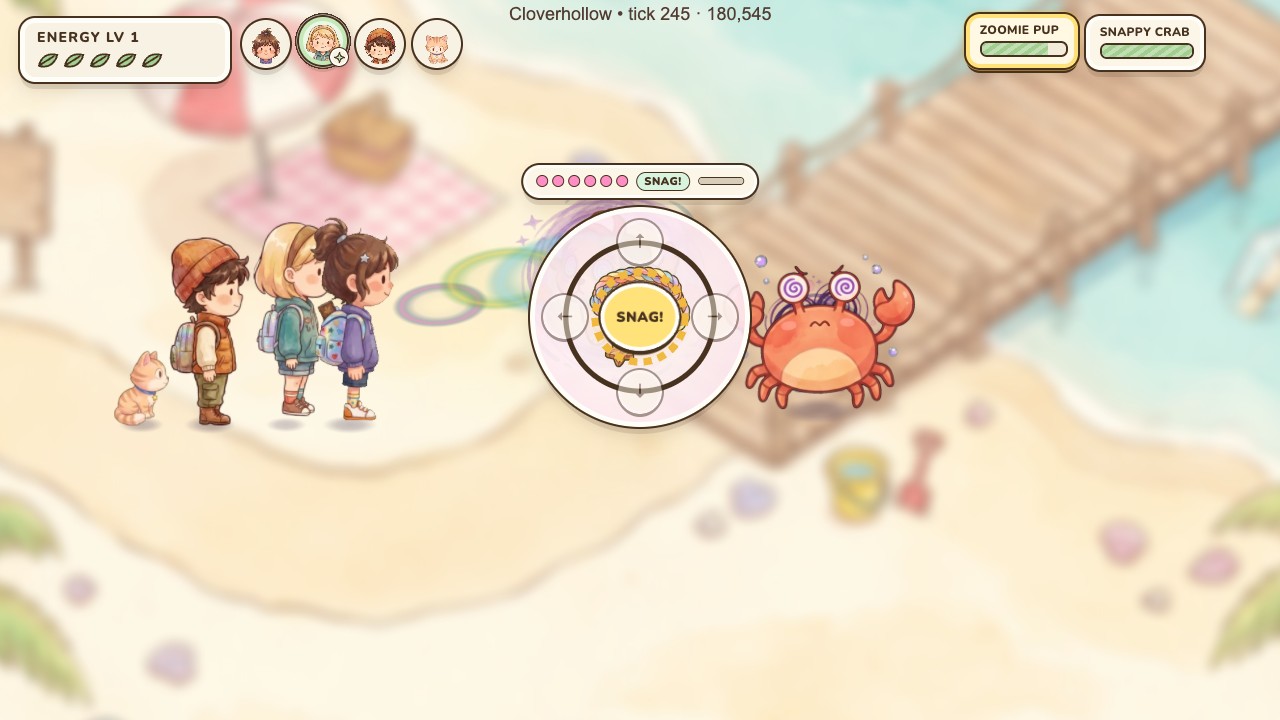 Cloverhollow • tick 245 · 180,545
ENERGY LV 1
ZOOMIE PUP
SNAPPY CRAB
SNAG!
SNAG!